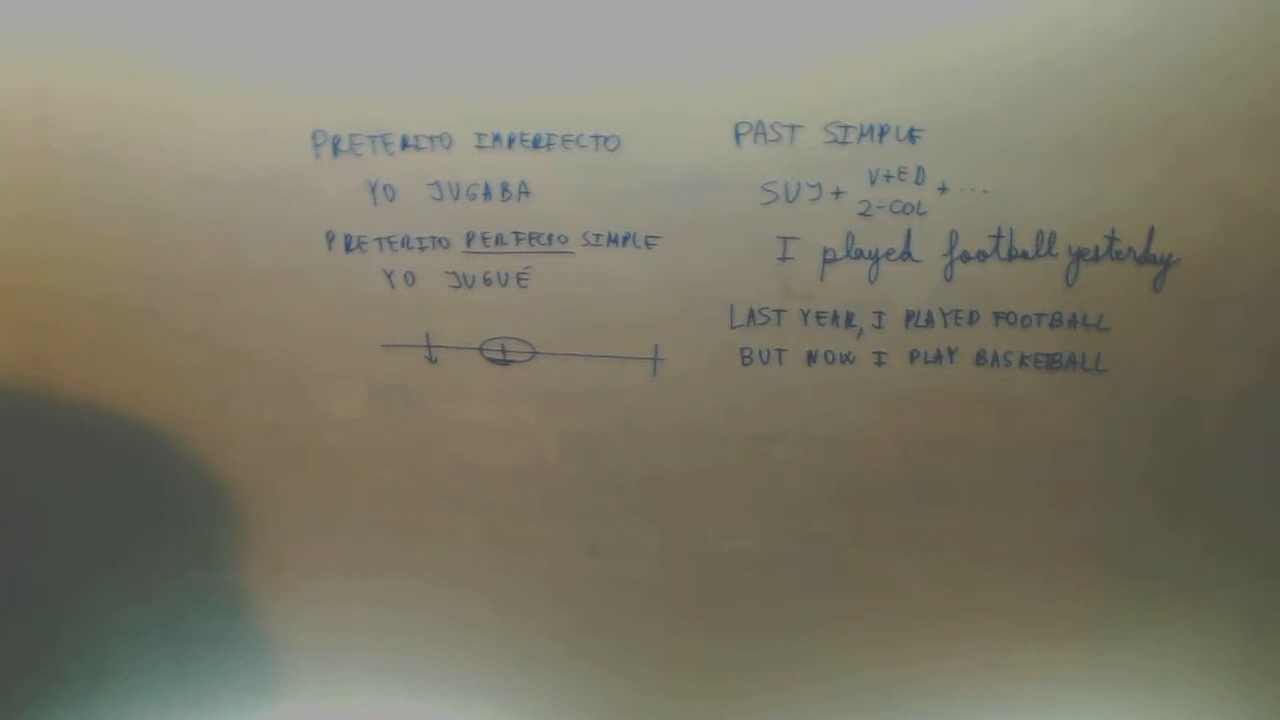 PRETERITO IMPERFECTO
YO JUGABA
PRETERITO PERFECTO SIMPLE
YO JUGUÉ
PAST SIMPLE
SUJ + V+ED + ...
2-COL
I played football yesterday
LAST YEAR, I PLAYED FOOTBALL
BUT NOW I PLAY BASKETBALL